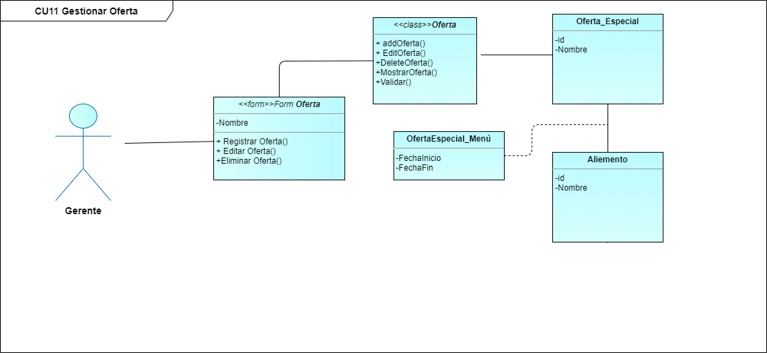 CU11 Gestionar Oferta
Gerente
<<form>>Form Oferta
-Nombre
+ Registrar Oferta()
+ Editar Oferta()
+Eliminar Oferta()
<<class>>Oferta
+ addOferta()
+ EditOferta()
+DeleteOferta()
+MostrarOferta()
+Validar()
Oferta_Especial
-id
-Nombre
OfertaEspecial_Menú
-FechaInicio
-FechaFin
Aliemento
-id
-Nombre